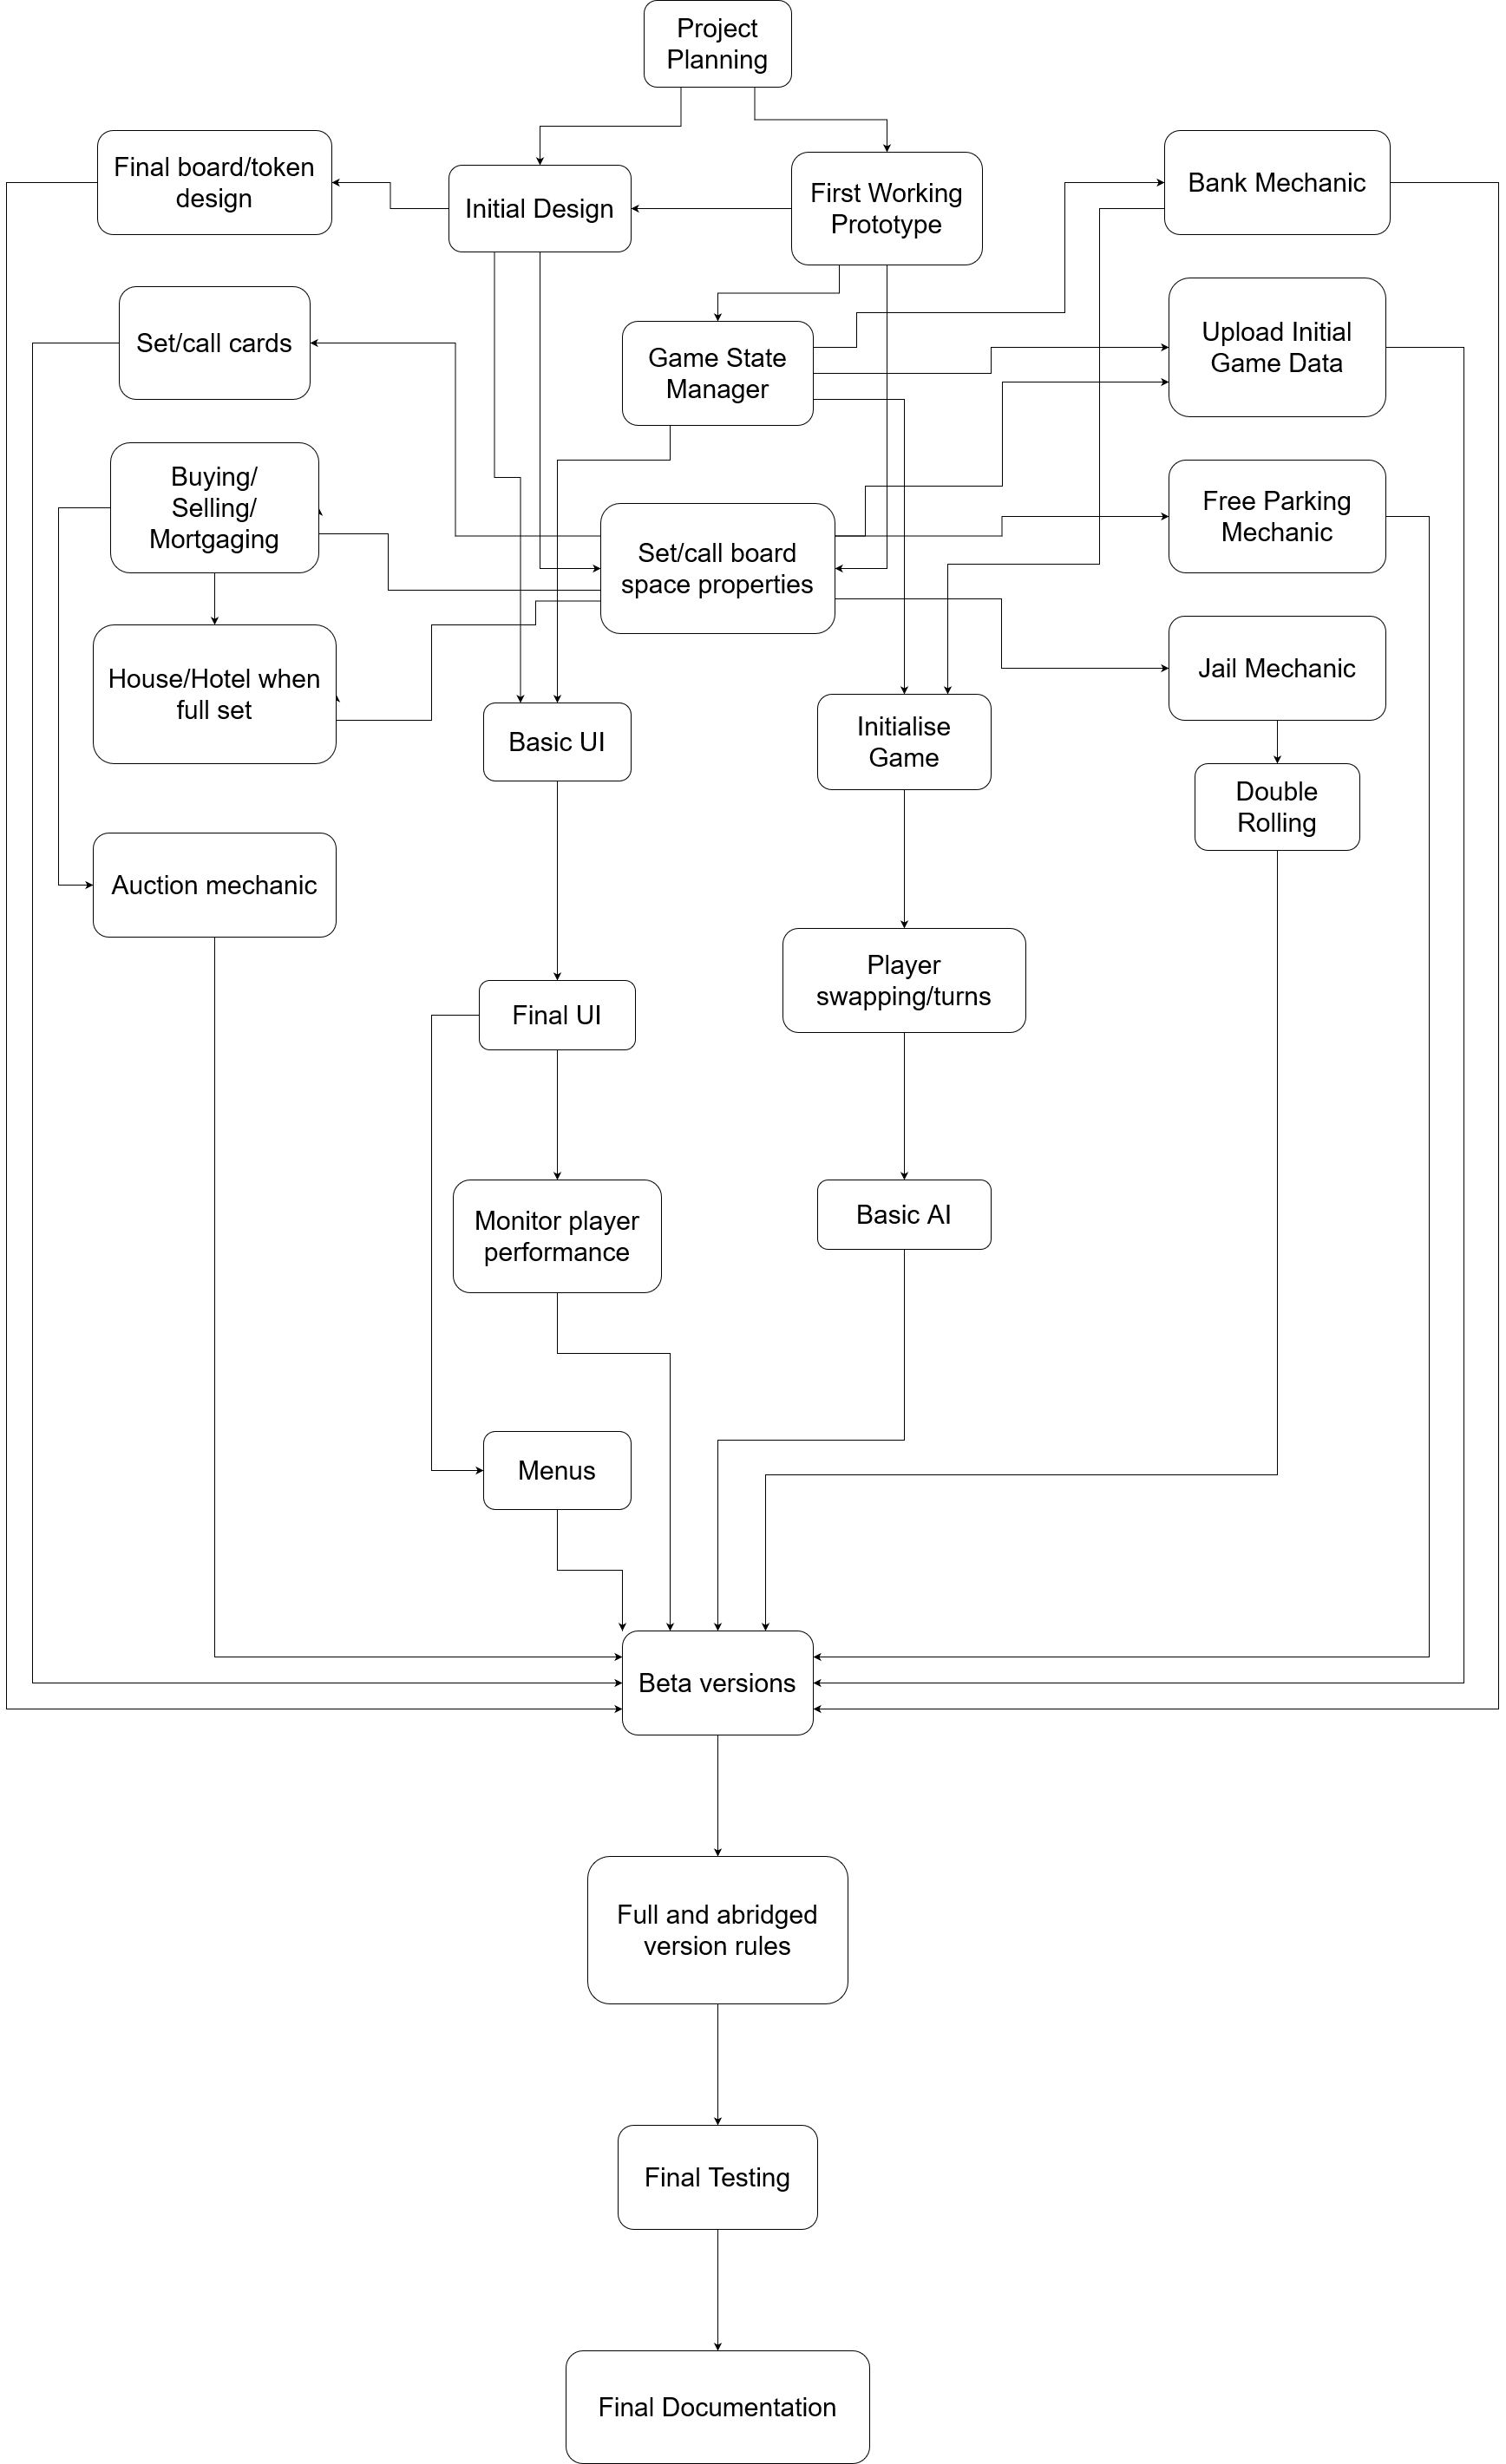 Project
Planning
Final board/token
design
Initial Design
First Working
Prototype
Bank Mechanic
Set/call cards
Game State
Manager
Upload Initial
Game Data
Buying/
Selling/
Mortgaging
Set/call board
space properties
Free Parking
Mechanic
House/Hotel when
full set
Basic UI
Initialise
Game
Jail Mechanic
Double
Rolling
Auction mechanic
Final UI
Player
swapping/turns
Monitor player
performance
Basic AI
Menus
Beta versions
Full and abridged
version rules
Final Testing
Final Documentation